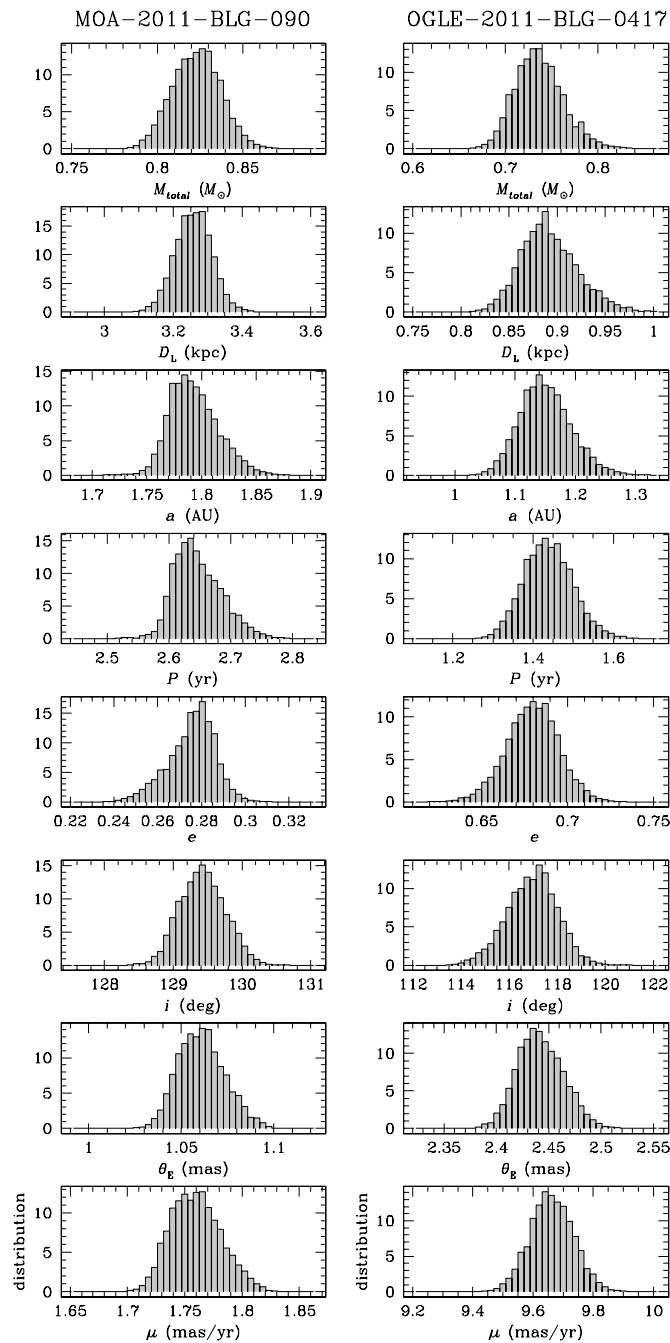 MOA-2011-BLG-090 OGLE-2011-BLG-0417
10
5
0
0.75 0.8 0.85
M_total (M_⊙)
10
5
0
0.6 0.7 0.8
M_total (M_⊙)
15
10
5
0
3 3.2 3.4 3.6
D_L (kpc)
10
5
0
0.75 0.8 0.85 0.9 0.95 1
D_L (kpc)
15
10
5
0
1.7 1.75 1.8 1.85 1.9
a (AU)
10
5
0
1 1.1 1.2 1.3
a (AU)
15
10
5
0
2.5 2.6 2.7 2.8
P (yr)
10
5
0
1.2 1.4 1.6
P (yr)
15
10
5
0
0.22 0.24 0.26 0.28 0.3 0.32
e
10
5
0
0.65 0.7 0.75
e
15
10
5
0
128 129 130 131
i (deg)
10
5
0
112 114 116 118 120 122
i (deg)
10
5
0
1 1.05 1.1
θ_E (mas)
10
5
0
2.35 2.4 2.45 2.5 2.55
θ_E (mas)
distribution
10
5
0
1.65 1.7 1.75 1.8 1.85
μ (mas/yr)
distribution
10
5
0
9.2 9.4 9.6 9.8 10
μ (mas/yr)